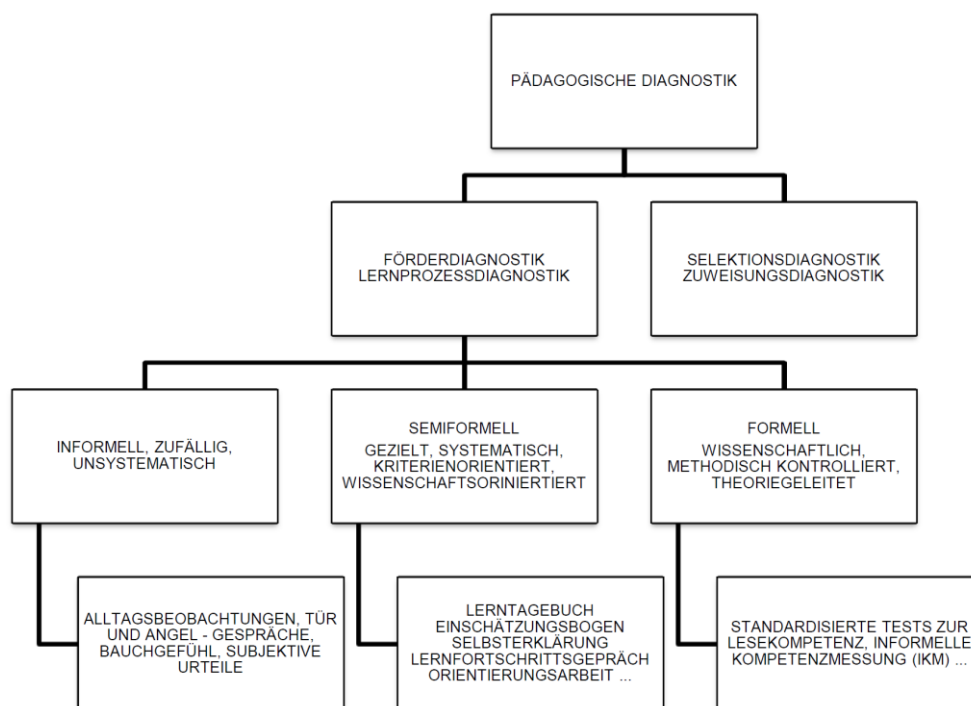 PÄDAGOGISCHE DIAGNOSTIK
FÖRDERDIAGNOSTIK
LERNPROZESSDIAGNOSTIK
SELEKTIONSDIAGNOSTIK
ZUWEISUNGSDIAGNOSTIK
INFORMELL, ZUFÄLLIG,
UNSYSTEMATISCH
SEMIFORMELL
GEZIELT, SYSTEMATISCH,
KRITERIENORIENTIERT,
WISSENSCHAFTSORINIERTIERT
FORMELL
WISSENSCHAFTLICH,
METHODISCH KONTROLLIERT,
THEORIEGELEITET
ALLTAGSBEOBACHTUNGEN, TÜR
UND ANGEL - GESPRÄCHE,
BAUCHGEFÜHL, SUBJEKTIVE
URTEILE
LERNTAGEBUCH
EINSCHÄTZUNGSBOGEN
SELBSTERKLÄRUNG
LERNFORTSCHRITTSGEPRÄCH
ORIENTIERUNGSARBEIT ...
STANDARDISIERTE TESTS ZUR
LESEKOMPETENZ, INFORMELLE
KOMPETENZMESSUNG (IKM) ...